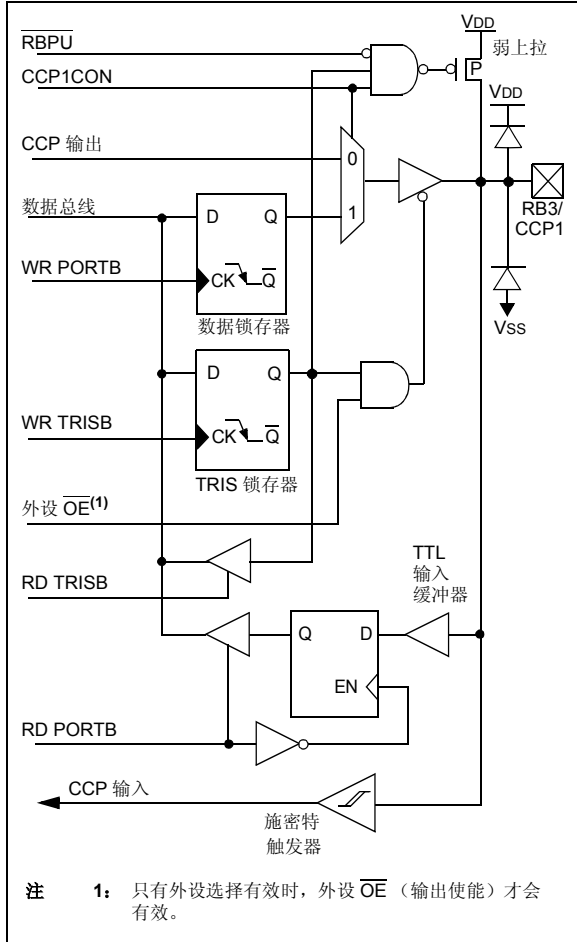 VDD
R̅B̅P̅U̅
弱上拉
P
CCP1CON
VDD
CCP 输出
0
数据总线
D
Q
1
RB3/
CCP1
WR PORTB
CK
Q̅
数据锁存器
VSS
D
Q
WR TRISB
CK
Q̅
TRIS 锁存器
外设 O̅E̅(1)
TTL
输入
缓冲器
RD TRISB
Q
D
EN
RD PORTB
CCP 输入
施密特
触发器
注 1: 只有外设选择有效时，外设 O̅E̅ （输出使能）才会
有效。